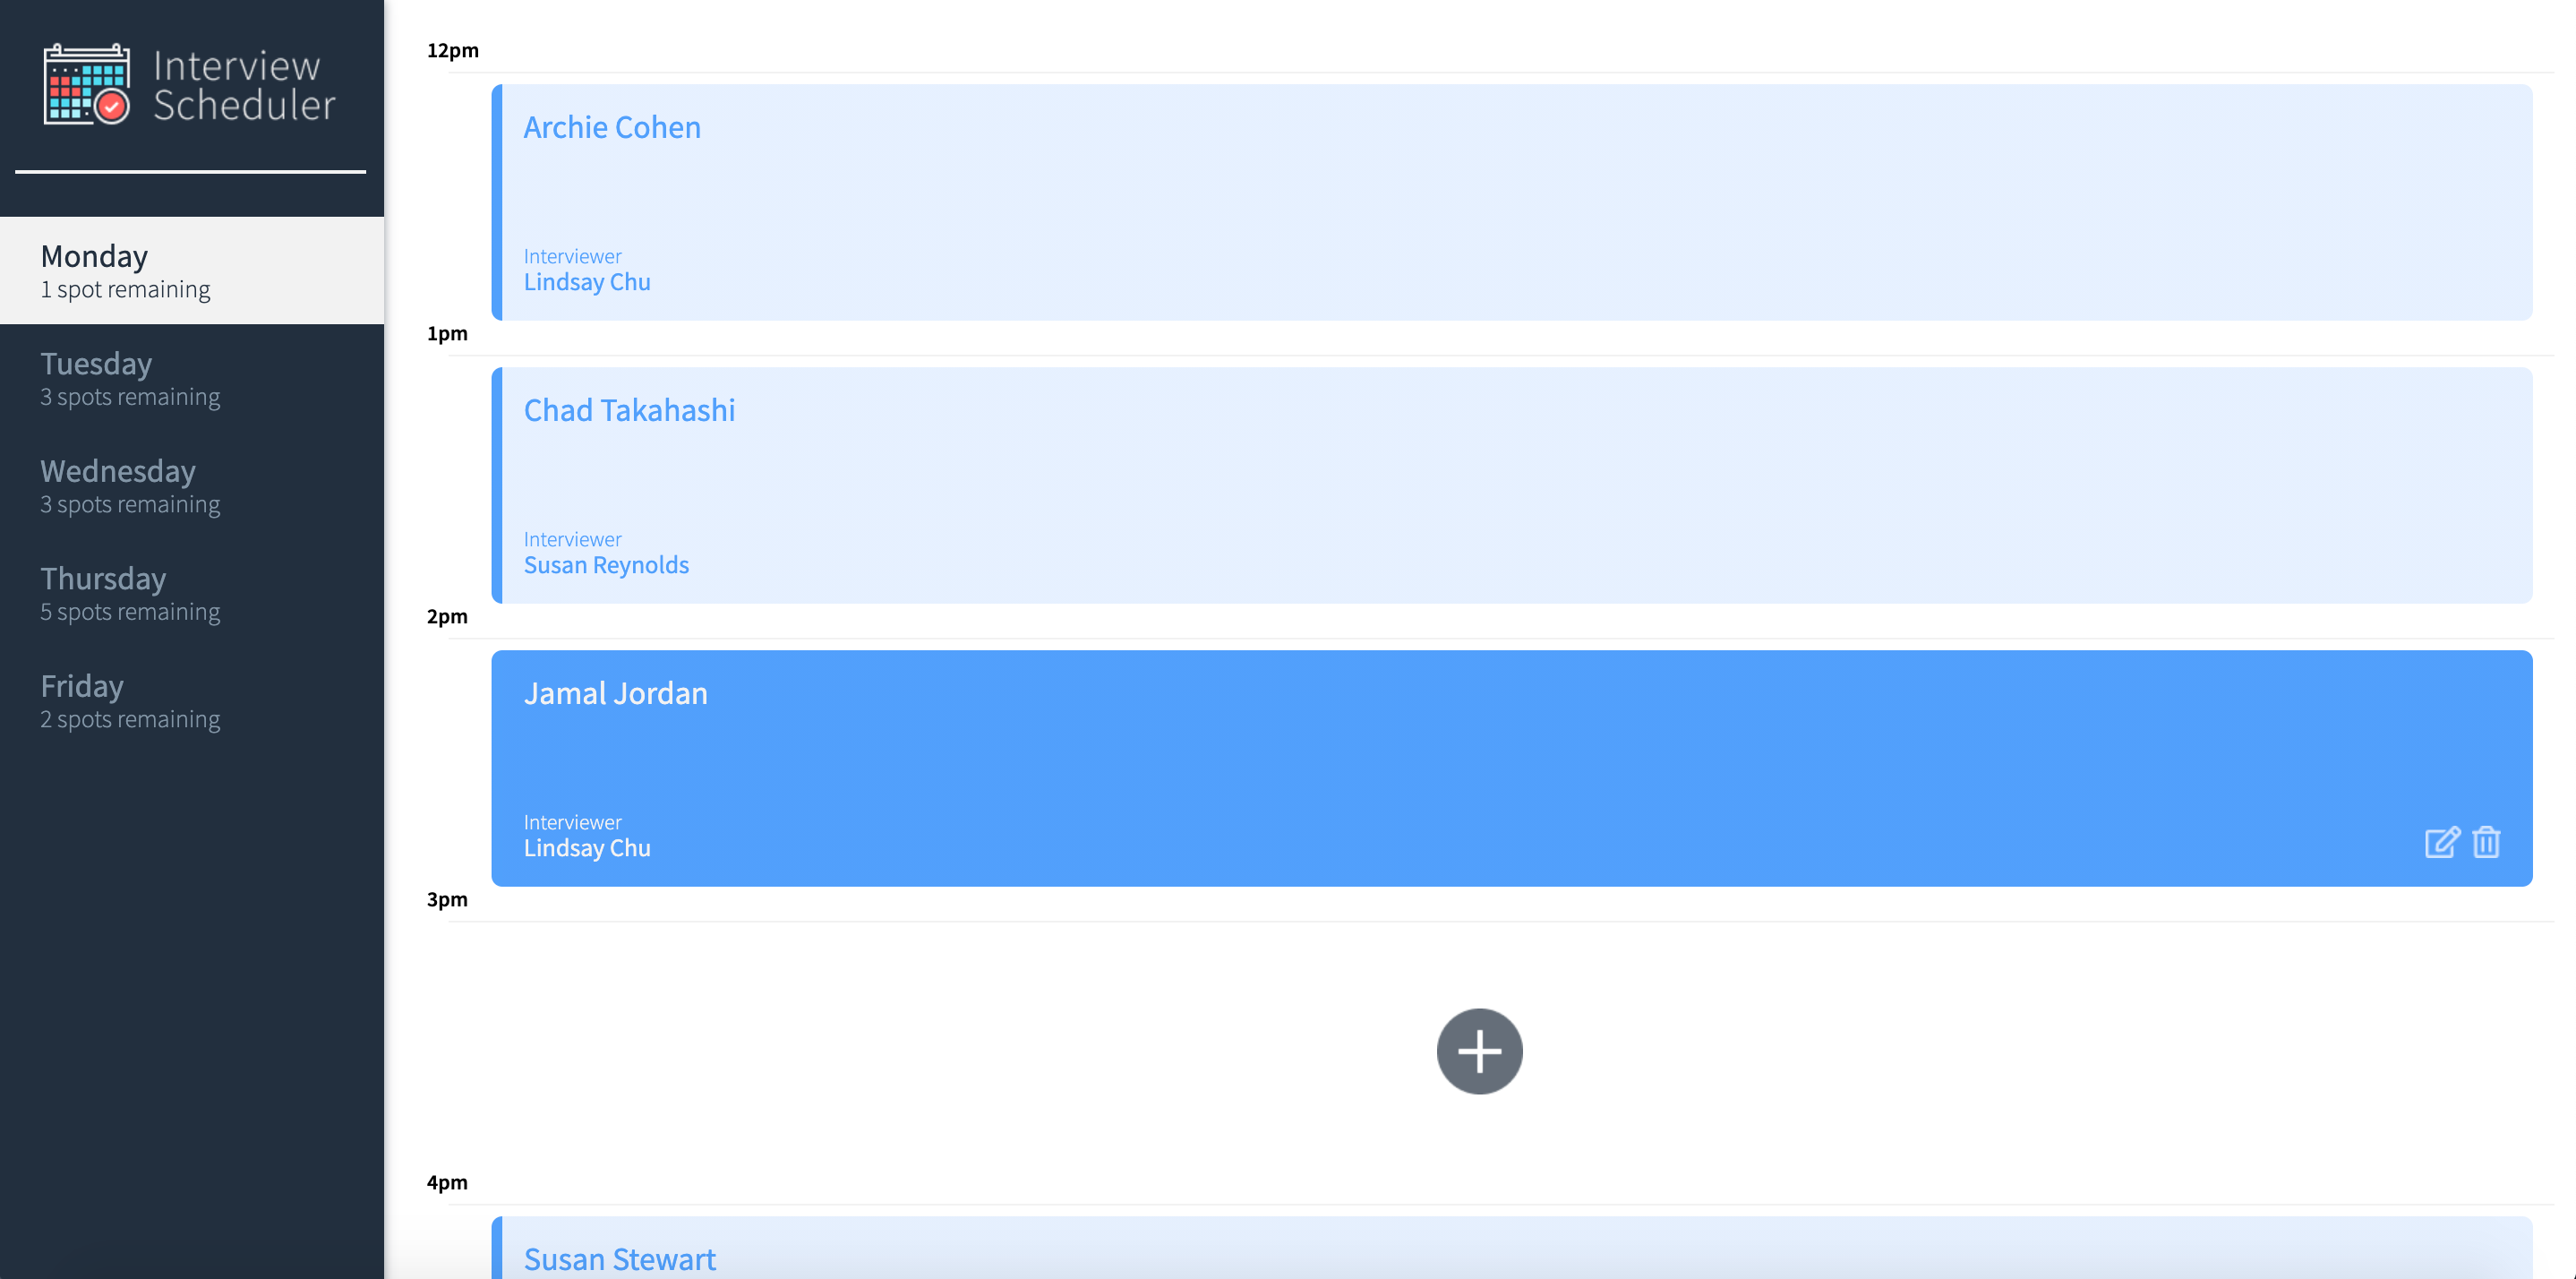 Interview
Scheduler
Monday
1 spot remaining
Tuesday
3 spots remaining
Wednesday
3 spots remaining
Thursday
5 spots remaining
Friday
2 spots remaining
12pm
Archie Cohen
Interviewer
Lindsay Chu
1pm
Chad Takahashi
Interviewer
Susan Reynolds
2pm
Jamal Jordan
Interviewer
Lindsay Chu
3pm
4pm
Susan Stewart